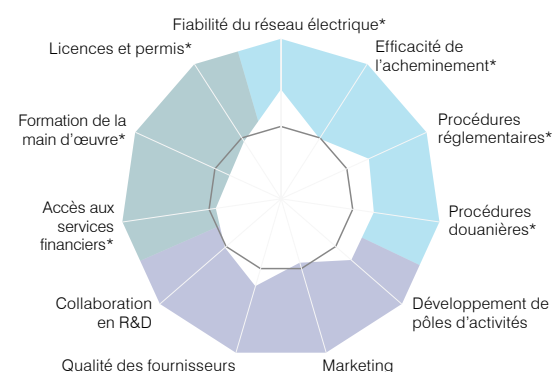 Fiabilité du réseau électrique*
Efficacité de
l’acheminement*
Procédures
réglementaires*
Procédures
douanières*
Développement de
pôles d’activités
Marketing
Qualité des fournisseurs
Collaboration
en R&D
Accès aux
services
financiers*
Formation de la
main d’œuvre*
Licences et permis*